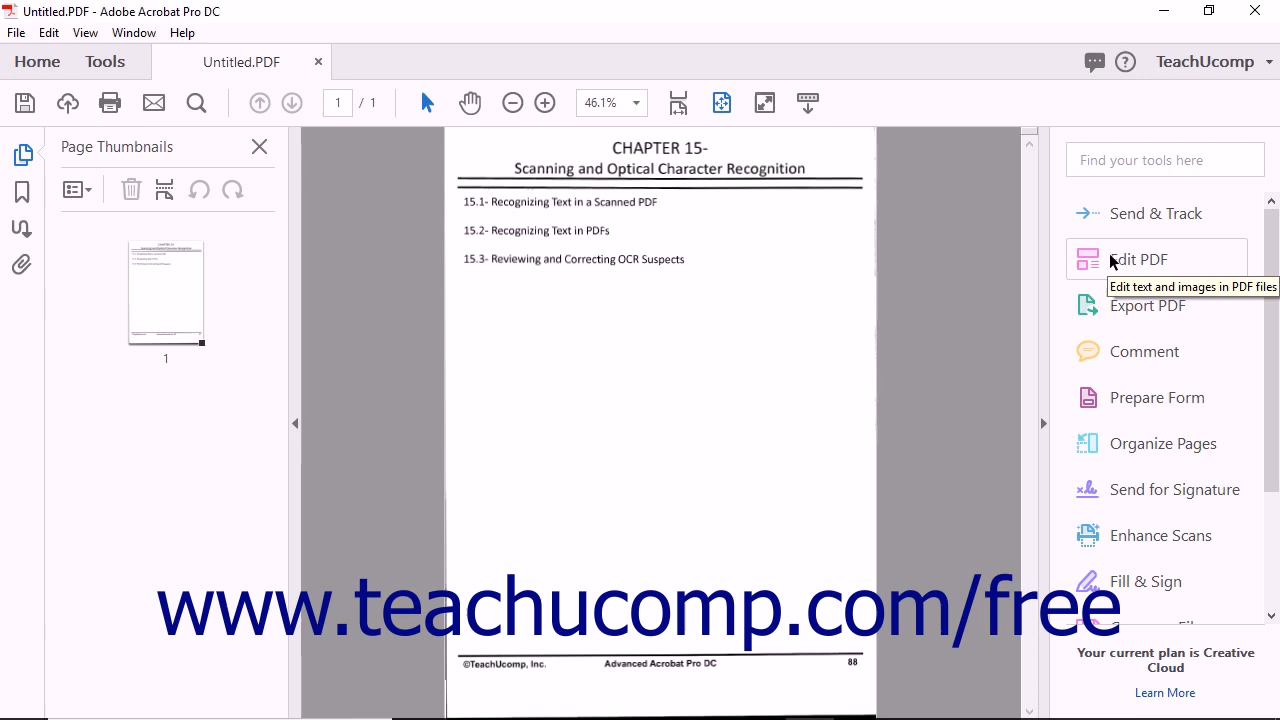 Untitled.PDF - Adobe Acrobat Pro DC
File Edit View Window Help
Home Tools Untitled.PDF TeachUcomp
1 / 1 46.1%
Page Thumbnails
1
CHAPTER 15-
Scanning and Optical Character Recognition
15.1- Recognizing Text in a Scanned PDF
15.2- Recognizing Text in PDFs
15.3- Reviewing and Correcting OCR Suspects
©TeachUcomp, Inc. Advanced Acrobat Pro DC 88
Find your tools here
Send & Track
Edit PDF
Edit text and images in PDF files
Export PDF
Comment
Prepare Form
Organize Pages
Send for Signature
Enhance Scans
Fill & Sign
Your current plan is Creative
Cloud
Learn More
www.teachucomp.com/free